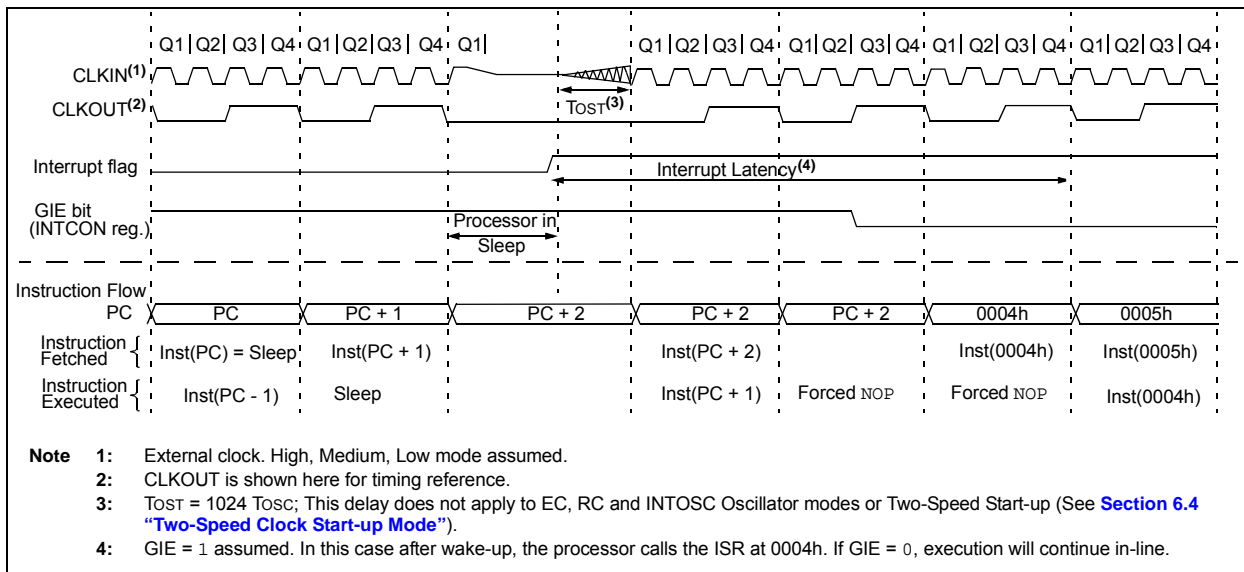 Q1 | Q2 | Q3 | Q4 Q1 | Q2 | Q3 | Q4 Q1 | Q1 | Q2 | Q3 | Q4 Q1 | Q2 | Q3 | Q4 Q1 | Q2 | Q3 | Q4 Q1 | Q2 | Q3 | Q4
CLKIN(1)
CLKOUT(2) TOST(3)
Interrupt flag Interrupt Latency(4)
GIE bit
(INTCON reg.) Processor in
Sleep
Instruction Flow
PC PC PC + 1 PC + 2 PC + 2 PC + 2 0004h 0005h
Instruction
Fetched { Inst(PC) = Sleep Inst(PC + 1) Inst(PC + 2) Inst(0004h) Inst(0005h)
Instruction
Executed { Inst(PC - 1) Sleep Inst(PC + 1) Forced NOP Forced NOP Inst(0004h)
Note 1: External clock. High, Medium, Low mode assumed.
2: CLKOUT is shown here for timing reference.
3: TOST = 1024 TOSC; This delay does not apply to EC, RC and INTOSC Oscillator modes or Two-Speed Start-up (See Section 6.4
“Two-Speed Clock Start-up Mode”).
4: GIE = 1 assumed. In this case after wake-up, the processor calls the ISR at 0004h. If GIE = 0, execution will continue in-line.